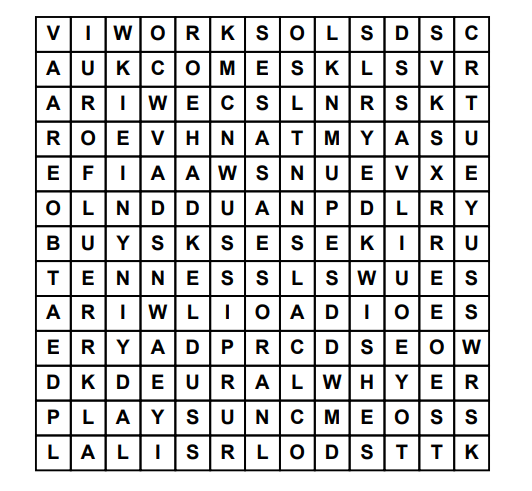 V I W O R K S O L S D S C
A U K C O M E S K L S V R
A R I W E C S L N R S K T
R O E V H N A T M Y A S U
E F I A A W S N U E V X E
O L N D D U A N P D L R Y
B U Y S K S E S E K I R U
T E N N E S S L S W U E S
A R I W L I O A D I O E S
E R Y A D P R C D S E O W
D K D E U R A L W H Y E R
P L A Y S U N C M E O S S
L A L I S R L O D S T T K